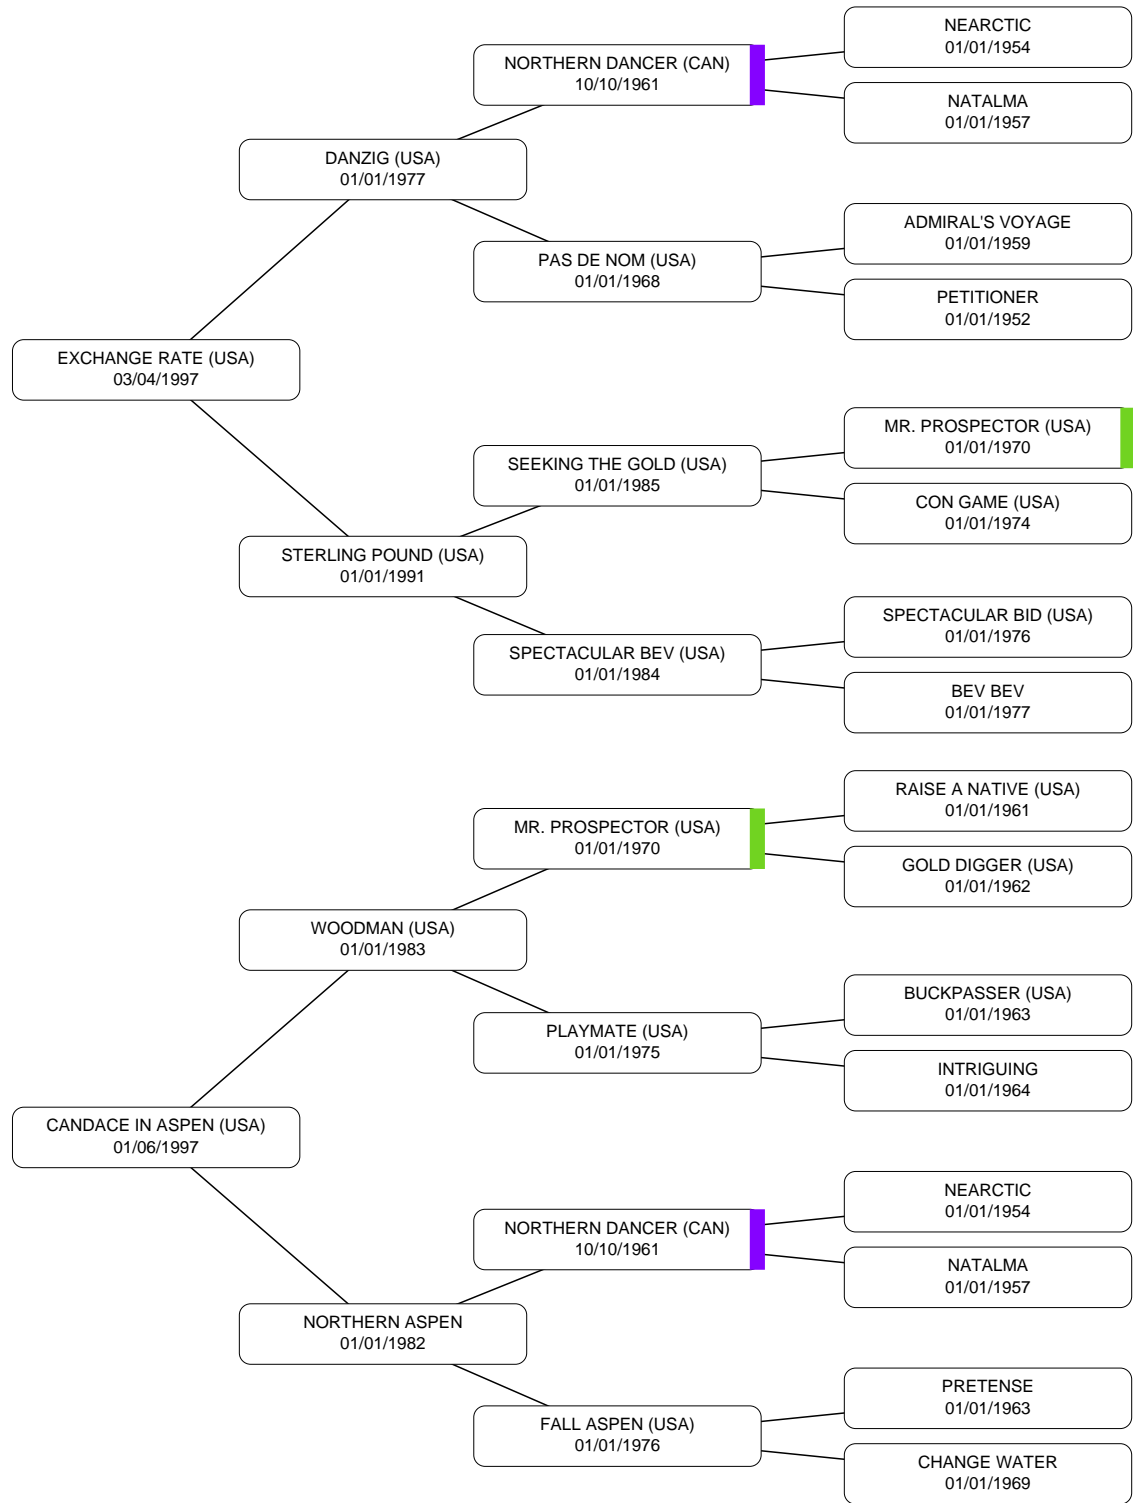 NEARCTIC
01/01/1954
NORTHERN DANCER (CAN)
10/10/1961
NATALMA
01/01/1957
DANZIG (USA)
01/01/1977
ADMIRAL'S VOYAGE
01/01/1959
PAS DE NOM (USA)
01/01/1968
PETITIONER
01/01/1952
EXCHANGE RATE (USA)
03/04/1997
MR. PROSPECTOR (USA)
01/01/1970
SEEKING THE GOLD (USA)
01/01/1985
CON GAME (USA)
01/01/1974
STERLING POUND (USA)
01/01/1991
SPECTACULAR BID (USA)
01/01/1976
SPECTACULAR BEV (USA)
01/01/1984
BEV BEV
01/01/1977
RAISE A NATIVE (USA)
01/01/1961
MR. PROSPECTOR (USA)
01/01/1970
GOLD DIGGER (USA)
01/01/1962
WOODMAN (USA)
01/01/1983
BUCKPASSER (USA)
01/01/1963
PLAYMATE (USA)
01/01/1975
INTRIGUING
01/01/1964
CANDACE IN ASPEN (USA)
01/06/1997
NEARCTIC
01/01/1954
NORTHERN DANCER (CAN)
10/10/1961
NATALMA
01/01/1957
NORTHERN ASPEN
01/01/1982
PRETENSE
01/01/1963
FALL ASPEN (USA)
01/01/1976
CHANGE WATER
01/01/1969